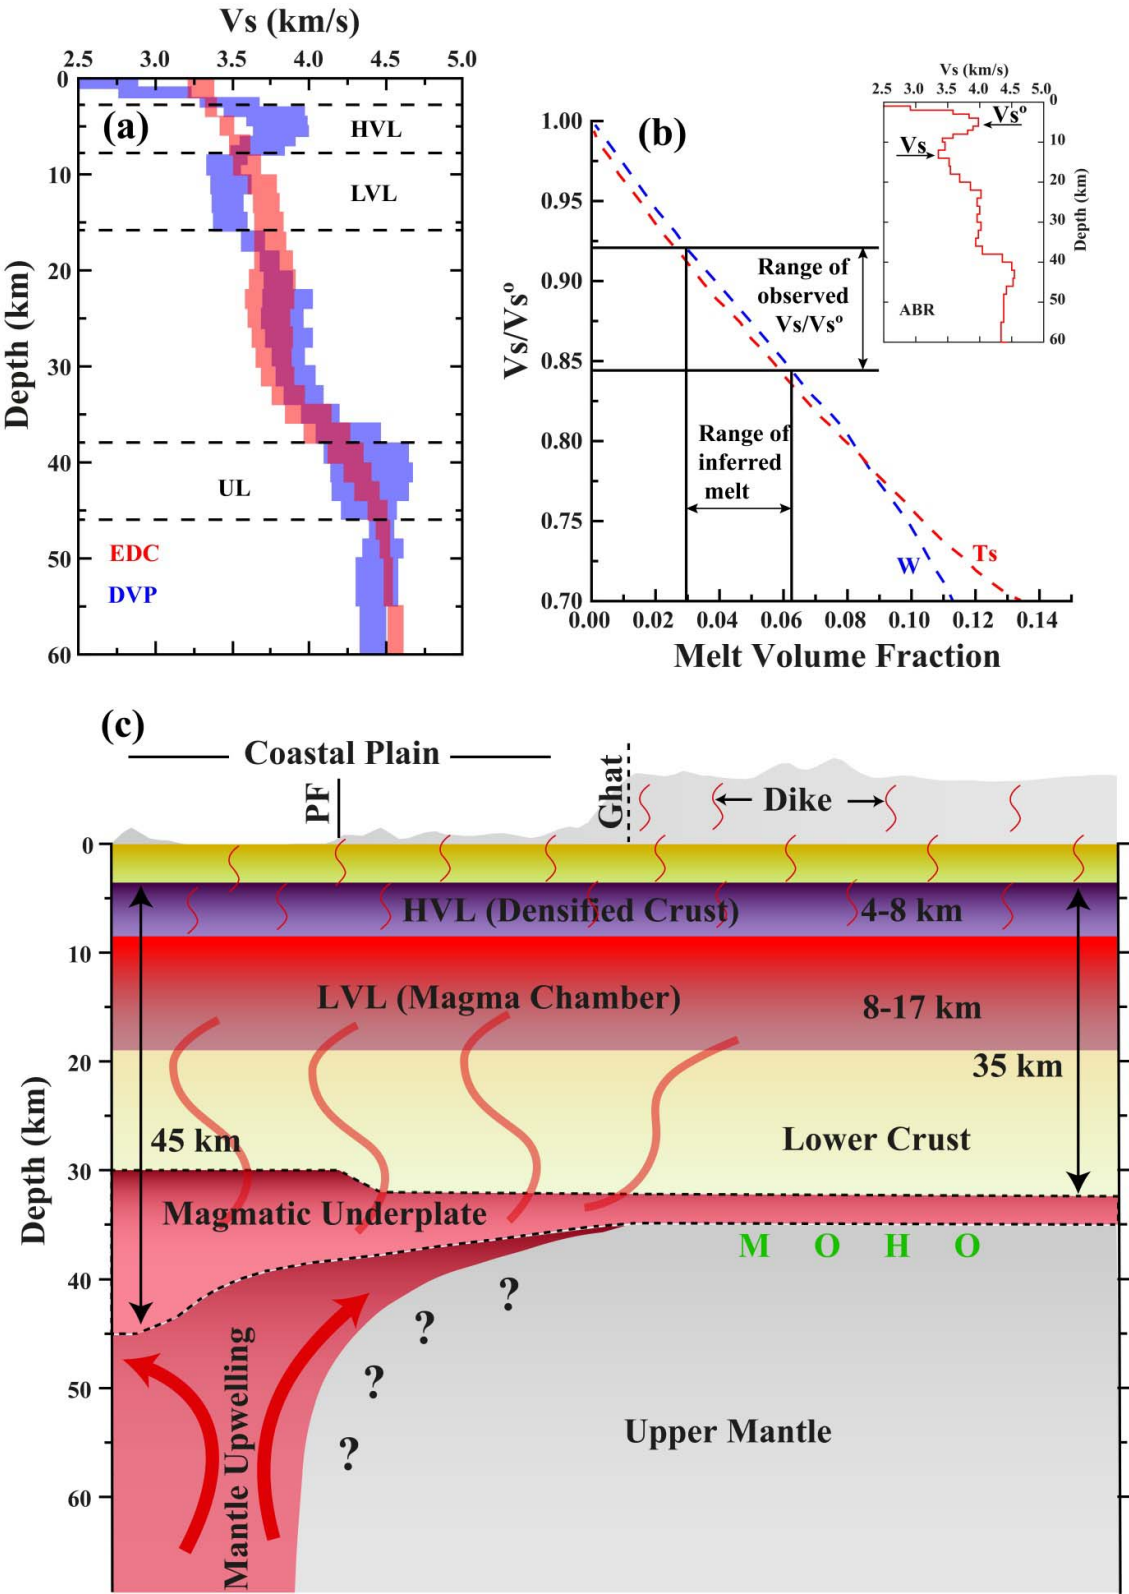 Vs (km/s)
2.5 3.0 3.5 4.0 4.5 5.0
0
10
20
30
40
50
60
Depth (km)
(a)
HVL
LVL
UL
EDC
DVP
(b)
1.00
0.95
0.90
0.85
0.80
0.75
0.70
Vs/Vsº
0.00 0.02 0.04 0.06 0.08 0.10 0.12 0.14
Melt Volume Fraction
Range of
observed
Vs/Vsº
Range of
inferred
melt
W
Ts
Vs (km/s)
2.5 3.0 3.5 4.0 4.5 5.0
0
10
20
30
40
50
60
Depth (km)
Vsº
Vs
ABR
(c)
Coastal Plain
PF
Ghat
Dike
0
10
20
30
40
50
60
Depth (km)
HVL (Densified Crust)
4-8 km
LVL (Magma Chamber)
8-17 km
35 km
45 km
Lower Crust
Magmatic Underplate
M O H O
?
?
?
?
Mantle Upwelling
Upper Mantle